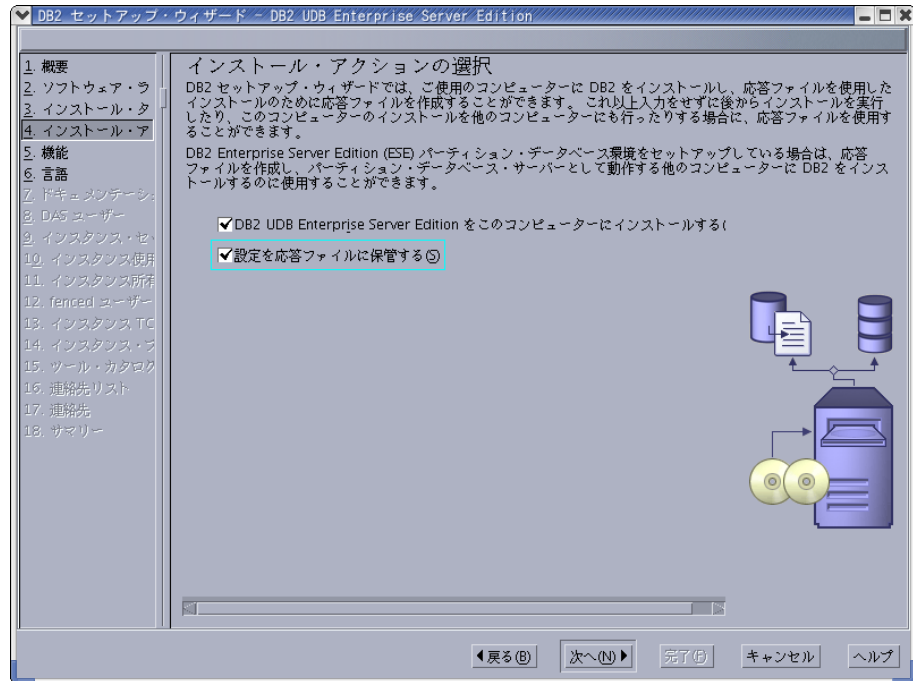 DB2 セットアップ・ウィザード - DB2 UDB Enterprise Server Edition
1. 概要
2. ソフトウェア・ラ
3. インストール・タ
4. インストール・ア
5. 機能
6. 言語
7. ドキュメンテーショ
8. DAS ユーザー
9. インスタンス・セッ
10. インスタンス使用
11. インスタンス所有
12. fenced ユーザー
13. インスタンス TC
14. インスタンス・プ
15. ツール・カタログ
16. 連絡先リスト
17. 連絡先
18. サマリー
インストール・アクションの選択
DB2 セットアップ・ウィザードでは、ご使用のコンピューターに DB2 をインストールし、応答ファイルを使用した
インストールのために応答ファイルを作成することができます。 これ以上入力をせずに後からインストールを実行
したり、このコンピューターのインストールを他のコンピューターにも行ったりする場合に、応答ファイルを使用す
ることができます。
DB2 Enterprise Server Edition (ESE) パーティション・データベース環境をセットアップしている場合は、応答
ファイルを作成し、パーティション・データベース・サーバーとして動作する他のコンピューターに DB2 をインス
トールするのに使用することができます。
DB2 UDB Enterprise Server Edition をこのコンピューターにインストールする(
設定を応答ファイルに保管する(S)
戻る(B)
次へ(N)
完了(F)
キャンセル
ヘルプ